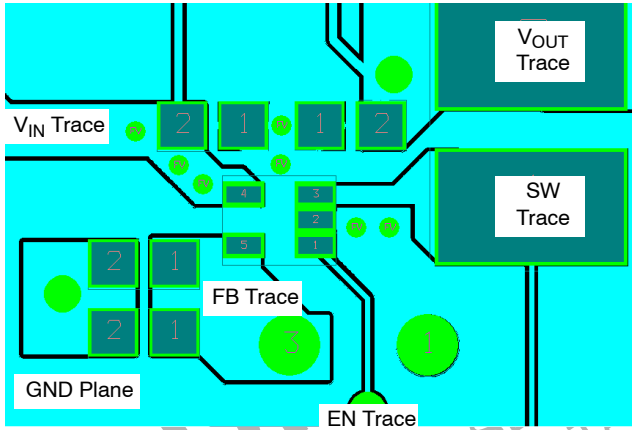 VOUT
Trace
VIN Trace
FV
2
1
FV
1
2
FV
FV
FV
4
3
SW
Trace
2
FV
FV
5
1
2
1
FB Trace
2
1
3
1
GND Plane
EN Trace